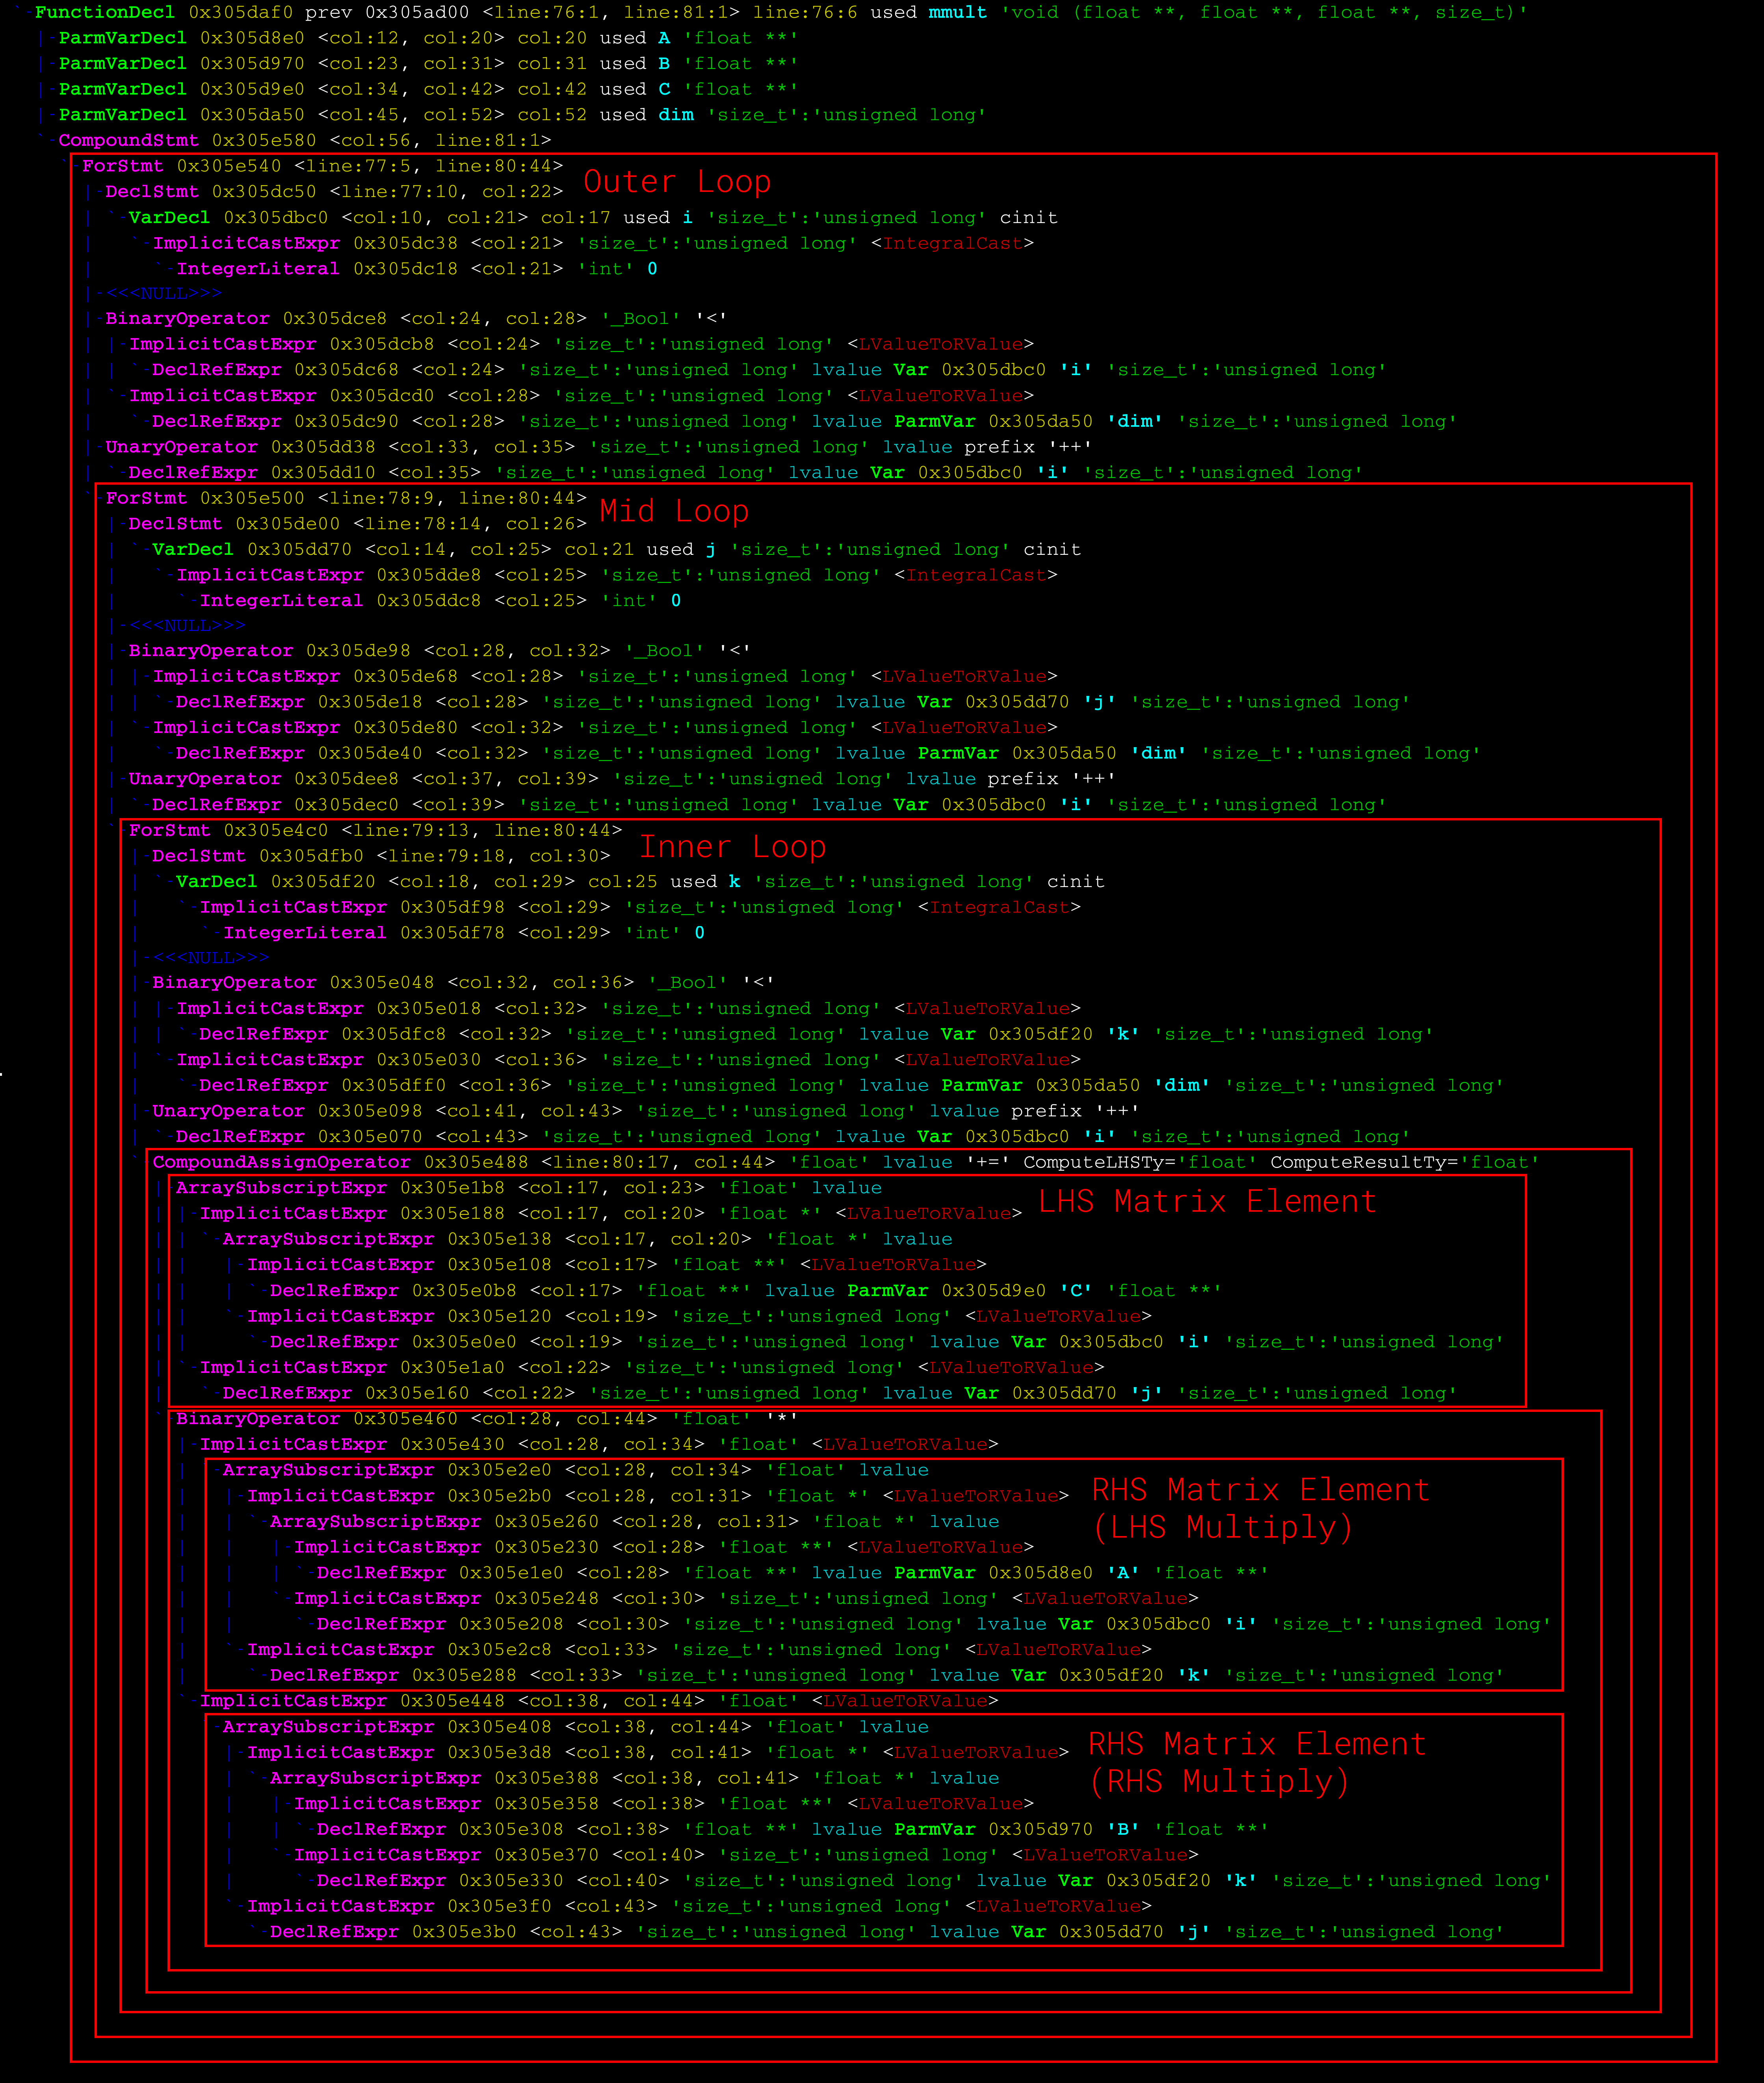 `-FunctionDecl 0x305daf0 prev 0x305ad00 <line:76:1, line:81:1> line:76:6 used mmult 'void (float **, float **, float **, size_t)'
  |-ParmVarDecl 0x305d8e0 <col:12, col:20> col:20 used A 'float **'
  |-ParmVarDecl 0x305d970 <col:23, col:31> col:31 used B 'float **'
  |-ParmVarDecl 0x305d9e0 <col:34, col:42> col:42 used C 'float **'
  |-ParmVarDecl 0x305da50 <col:45, col:52> col:52 used dim 'size_t':'unsigned long'
  `-CompoundStmt 0x305e580 <col:56, line:81:1>
    `-ForStmt 0x305e540 <line:77:5, line:80:44>
Outer Loop
      |-DeclStmt 0x305dc50 <line:77:10, col:22>
      | `-VarDecl 0x305dbc0 <col:10, col:21> col:17 used i 'size_t':'unsigned long' cinit
      |   `-ImplicitCastExpr 0x305dc38 <col:21> 'size_t':'unsigned long' <IntegralCast>
      |     `-IntegerLiteral 0x305dc18 <col:21> 'int' 0
      |-<<<NULL>>>
      |-BinaryOperator 0x305dce8 <col:24, col:28> '_Bool' '<'
      | |-ImplicitCastExpr 0x305dcb8 <col:24> 'size_t':'unsigned long' <LValueToRValue>
      | | `-DeclRefExpr 0x305dc68 <col:24> 'size_t':'unsigned long' lvalue Var 0x305dbc0 'i' 'size_t':'unsigned long'
      | `-ImplicitCastExpr 0x305dcd0 <col:28> 'size_t':'unsigned long' <LValueToRValue>
      |   `-DeclRefExpr 0x305dc90 <col:28> 'size_t':'unsigned long' lvalue ParmVar 0x305da50 'dim' 'size_t':'unsigned long'
      |-UnaryOperator 0x305dd38 <col:33, col:35> 'size_t':'unsigned long' lvalue prefix '++'
      | `-DeclRefExpr 0x305dd10 <col:35> 'size_t':'unsigned long' lvalue Var 0x305dbc0 'i' 'size_t':'unsigned long'
      `-ForStmt 0x305e500 <line:78:9, line:80:44>
Mid Loop
        |-DeclStmt 0x305de00 <line:78:14, col:26>
        | `-VarDecl 0x305dd70 <col:14, col:25> col:21 used j 'size_t':'unsigned long' cinit
        |   `-ImplicitCastExpr 0x305dde8 <col:25> 'size_t':'unsigned long' <IntegralCast>
        |     `-IntegerLiteral 0x305ddc8 <col:25> 'int' 0
        |-<<<NULL>>>
        |-BinaryOperator 0x305de98 <col:28, col:32> '_Bool' '<'
        | |-ImplicitCastExpr 0x305de68 <col:28> 'size_t':'unsigned long' <LValueToRValue>
        | | `-DeclRefExpr 0x305de18 <col:28> 'size_t':'unsigned long' lvalue Var 0x305dd70 'j' 'size_t':'unsigned long'
        | `-ImplicitCastExpr 0x305de80 <col:32> 'size_t':'unsigned long' <LValueToRValue>
        |   `-DeclRefExpr 0x305de40 <col:32> 'size_t':'unsigned long' lvalue ParmVar 0x305da50 'dim' 'size_t':'unsigned long'
        |-UnaryOperator 0x305dee8 <col:37, col:39> 'size_t':'unsigned long' lvalue prefix '++'
        | `-DeclRefExpr 0x305dec0 <col:39> 'size_t':'unsigned long' lvalue Var 0x305dbc0 'i' 'size_t':'unsigned long'
        `-ForStmt 0x305e4c0 <line:79:13, line:80:44>
Inner Loop
          |-DeclStmt 0x305dfb0 <line:79:18, col:30>
          | `-VarDecl 0x305df20 <col:18, col:29> col:25 used k 'size_t':'unsigned long' cinit
          |   `-ImplicitCastExpr 0x305df98 <col:29> 'size_t':'unsigned long' <IntegralCast>
          |     `-IntegerLiteral 0x305df78 <col:29> 'int' 0
          |-<<<NULL>>>
          |-BinaryOperator 0x305e048 <col:32, col:36> '_Bool' '<'
          | |-ImplicitCastExpr 0x305e018 <col:32> 'size_t':'unsigned long' <LValueToRValue>
          | | `-DeclRefExpr 0x305dfc8 <col:32> 'size_t':'unsigned long' lvalue Var 0x305df20 'k' 'size_t':'unsigned long'
          | `-ImplicitCastExpr 0x305e030 <col:36> 'size_t':'unsigned long' <LValueToRValue>
          |   `-DeclRefExpr 0x305dff0 <col:36> 'size_t':'unsigned long' lvalue ParmVar 0x305da50 'dim' 'size_t':'unsigned long'
          |-UnaryOperator 0x305e098 <col:41, col:43> 'size_t':'unsigned long' lvalue prefix '++'
          | `-DeclRefExpr 0x305e070 <col:43> 'size_t':'unsigned long' lvalue Var 0x305dbc0 'i' 'size_t':'unsigned long'
          `-CompoundAssignOperator 0x305e488 <line:80:17, col:44> 'float' lvalue '+=' ComputeLHSTy='float' ComputeResultTy='float'
            |-ArraySubscriptExpr 0x305e1b8 <col:17, col:23> 'float' lvalue
LHS Matrix Element
            | |-ImplicitCastExpr 0x305e188 <col:17, col:20> 'float *' <LValueToRValue>
            | | `-ArraySubscriptExpr 0x305e138 <col:17, col:20> 'float *' lvalue
            | |   |-ImplicitCastExpr 0x305e108 <col:17> 'float **' <LValueToRValue>
            | |   | `-DeclRefExpr 0x305e0b8 <col:17> 'float **' lvalue ParmVar 0x305d9e0 'C' 'float **'
            | |   `-ImplicitCastExpr 0x305e120 <col:19> 'size_t':'unsigned long' <LValueToRValue>
            | |     `-DeclRefExpr 0x305e0e0 <col:19> 'size_t':'unsigned long' lvalue Var 0x305dbc0 'i' 'size_t':'unsigned long'
            | `-ImplicitCastExpr 0x305e1a0 <col:22> 'size_t':'unsigned long' <LValueToRValue>
            |   `-DeclRefExpr 0x305e160 <col:22> 'size_t':'unsigned long' lvalue Var 0x305dd70 'j' 'size_t':'unsigned long'
            `-BinaryOperator 0x305e460 <col:28, col:44> 'float' '*'
              |-ImplicitCastExpr 0x305e430 <col:28, col:34> 'float' <LValueToRValue>
              | `-ArraySubscriptExpr 0x305e2e0 <col:28, col:34> 'float' lvalue
RHS Matrix Element
(LHS Multiply)
              |   |-ImplicitCastExpr 0x305e2b0 <col:28, col:31> 'float *' <LValueToRValue>
              |   | `-ArraySubscriptExpr 0x305e260 <col:28, col:31> 'float *' lvalue
              |   |   |-ImplicitCastExpr 0x305e230 <col:28> 'float **' <LValueToRValue>
              |   |   | `-DeclRefExpr 0x305e1e0 <col:28> 'float **' lvalue ParmVar 0x305d8e0 'A' 'float **'
              |   |   `-ImplicitCastExpr 0x305e248 <col:30> 'size_t':'unsigned long' <LValueToRValue>
              |   |     `-DeclRefExpr 0x305e208 <col:30> 'size_t':'unsigned long' lvalue Var 0x305dbc0 'i' 'size_t':'unsigned long'
              |   `-ImplicitCastExpr 0x305e2c8 <col:33> 'size_t':'unsigned long' <LValueToRValue>
              |     `-DeclRefExpr 0x305e288 <col:33> 'size_t':'unsigned long' lvalue Var 0x305df20 'k' 'size_t':'unsigned long'
              `-ImplicitCastExpr 0x305e448 <col:38, col:44> 'float' <LValueToRValue>
                `-ArraySubscriptExpr 0x305e408 <col:38, col:44> 'float' lvalue
RHS Matrix Element
(RHS Multiply)
                  |-ImplicitCastExpr 0x305e3d8 <col:38, col:41> 'float *' <LValueToRValue>
                  | `-ArraySubscriptExpr 0x305e388 <col:38, col:41> 'float *' lvalue
                  |   |-ImplicitCastExpr 0x305e358 <col:38> 'float **' <LValueToRValue>
                  |   | `-DeclRefExpr 0x305e308 <col:38> 'float **' lvalue ParmVar 0x305d970 'B' 'float **'
                  |   `-ImplicitCastExpr 0x305e370 <col:40> 'size_t':'unsigned long' <LValueToRValue>
                  |     `-DeclRefExpr 0x305e330 <col:40> 'size_t':'unsigned long' lvalue Var 0x305df20 'k' 'size_t':'unsigned long'
                  `-ImplicitCastExpr 0x305e3f0 <col:43> 'size_t':'unsigned long' <LValueToRValue>
                    `-DeclRefExpr 0x305e3b0 <col:43> 'size_t':'unsigned long' lvalue Var 0x305dd70 'j' 'size_t':'unsigned long'